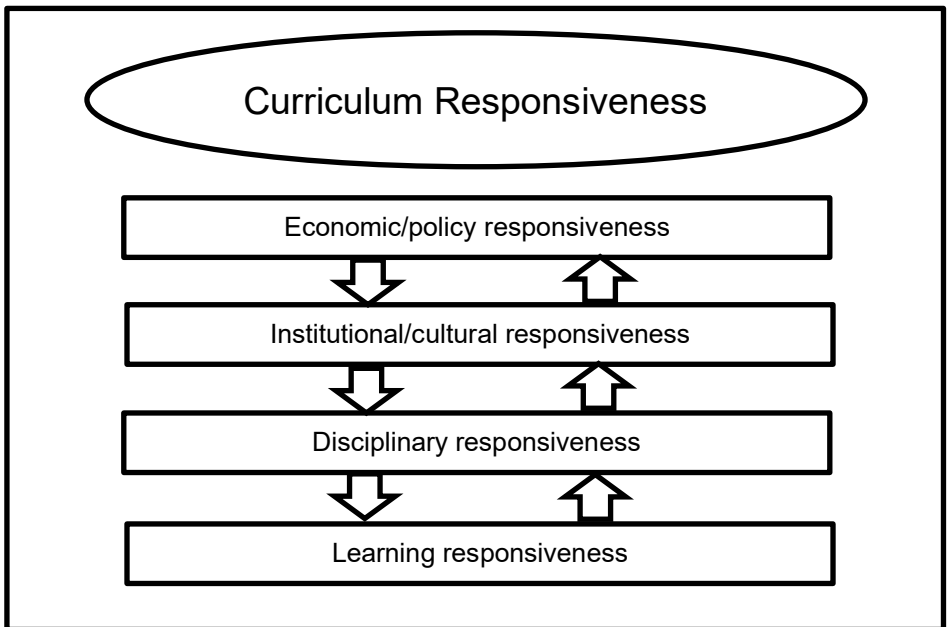 Curriculum Responsiveness
Economic/policy responsiveness
Institutional/cultural responsiveness
Disciplinary responsiveness
Learning responsiveness